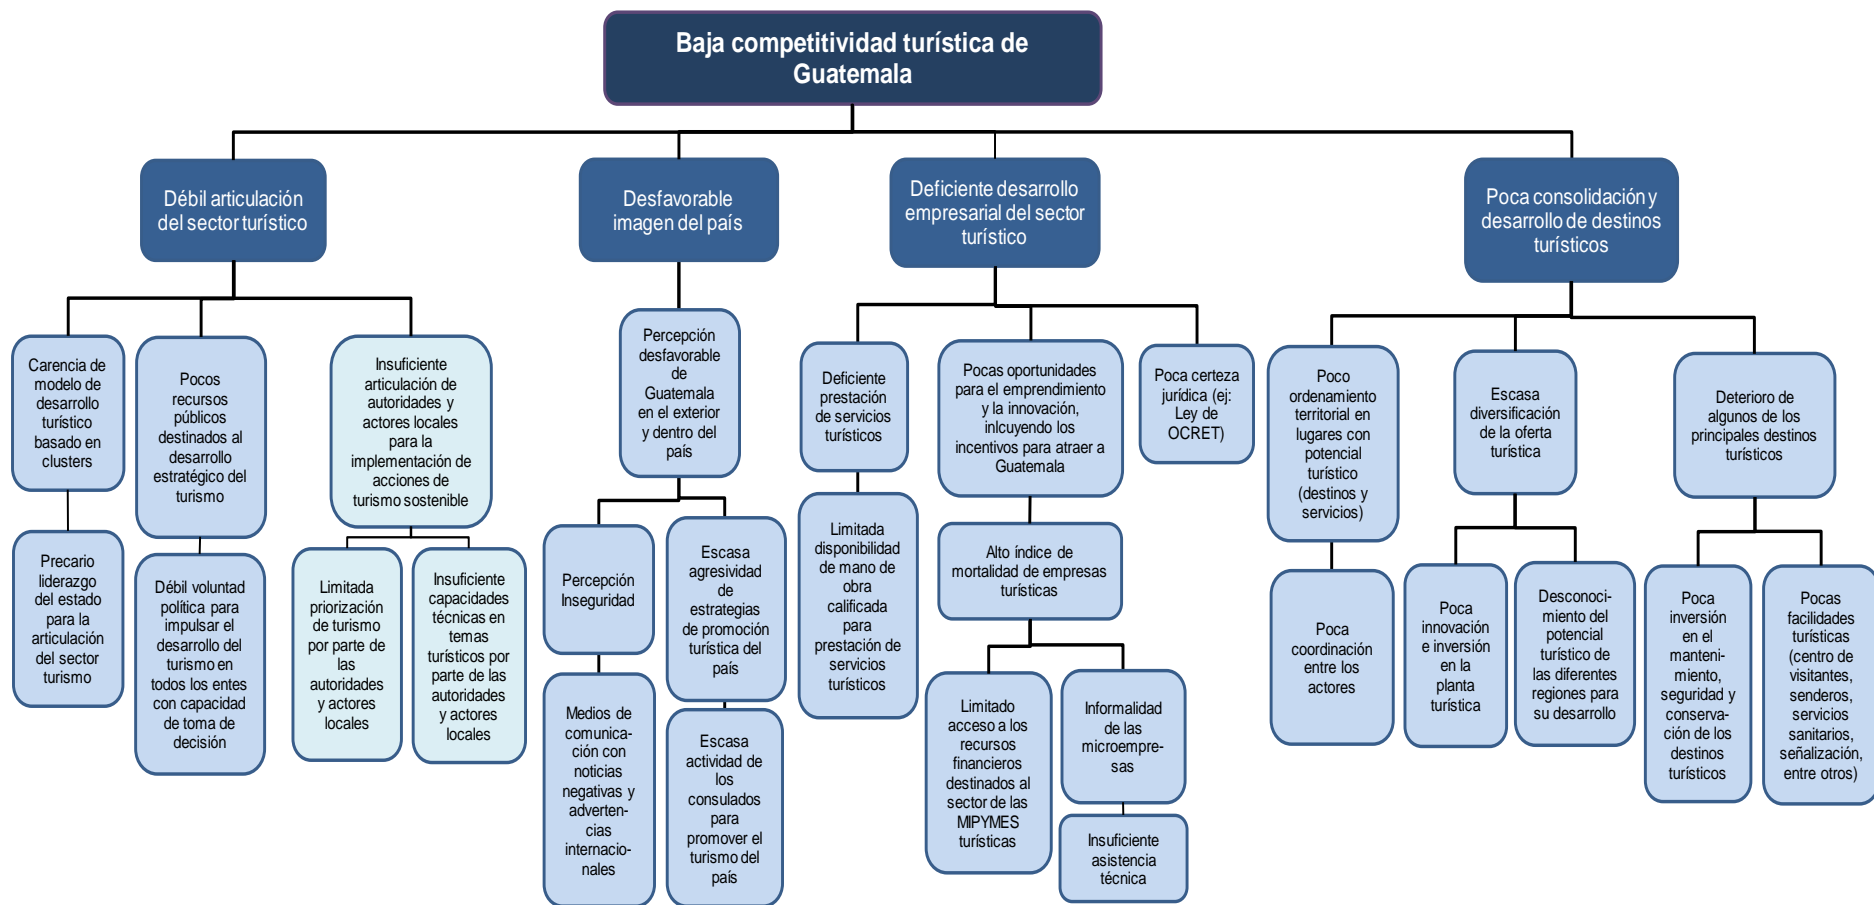 Baja competitividad turística de
Guatemala
Débil articulación
del sector turístico
Desfavorable
imagen del país
Deficiente desarrollo
empresarial del sector
turístico
Poca consolidación y
desarrollo de destinos
turísticos
Carencia de
modelo de
desarrollo
turístico
basado en
clusters
Pocos
recursos
públicos
destinados al
desarrollo
estratégico del
turismo
Insuficiente
articulación de
autoridades y
actores locales
para la
implementación de
acciones de
turismo sostenible
Percepción
desfavorable
de
Guatemala
en el exterior
y dentro del
país
Deficiente
prestación
de servicios
turísticos
Pocas oportunidades
para el emprendimiento
y la innovación,
inlcuyendo los
incentivos para atraer a
Guatemala
Poca certeza
jurídica (ej:
Ley de
OCRET)
Poco
ordenamiento
territorial en
lugares con
potencial
turístico
(destinos y
servicios)
Escasa
diversificación
de la oferta
turística
Deterioro de
algunos de los
principales destinos
turísticos
Precario
liderazgo
del estado
para la
articulación
del sector
turismo
Débil voluntad
política para
impulsar el
desarrollo del
turismo en
todos los entes
con capacidad
de toma de
decisión
Limitada
priorización
de turismo
por parte de
las
autoridades
y actores
locales
Insuficiente
capacidades
técnicas en
temas
turísticos por
parte de las
autoridades
y actores
locales
Percepción
Inseguridad
Escasa
agresividad
de
estrategias
de promoción
turística del
país
Limitada
disponibilidad
de mano de
obra
calificada
para
prestación de
servicios
turísticos
Alto índice de
mortalidad de empresas
turísticas
Poca
coordinación
entre los
actores
Poca
innovación
e inversión
en la
planta
turística
Desconoci-
miento del
potencial
turístico de
las diferentes
regiones para
su desarrollo
Poca
inversión
en el
manteni-
miento,
seguridad y
conserva-
ción de los
destinos
turísticos
Pocas
facilidades
turísticas
(centro de
visitantes,
senderos,
servicios
sanitarios,
señalización,
entre otros)
Medios de
comunica-
ción con
noticias
negativas y
adverten-
cias
internacio-
nales
Escasa
actividad de
los
consulados
para
promover el
turismo del
país
Limitado
acceso a los
recursos
financieros
destinados al
sector de las
MIPYMES
turísticas
Informalidad
de las
microempre-
sas
Insuficiente
asistencia
técnica